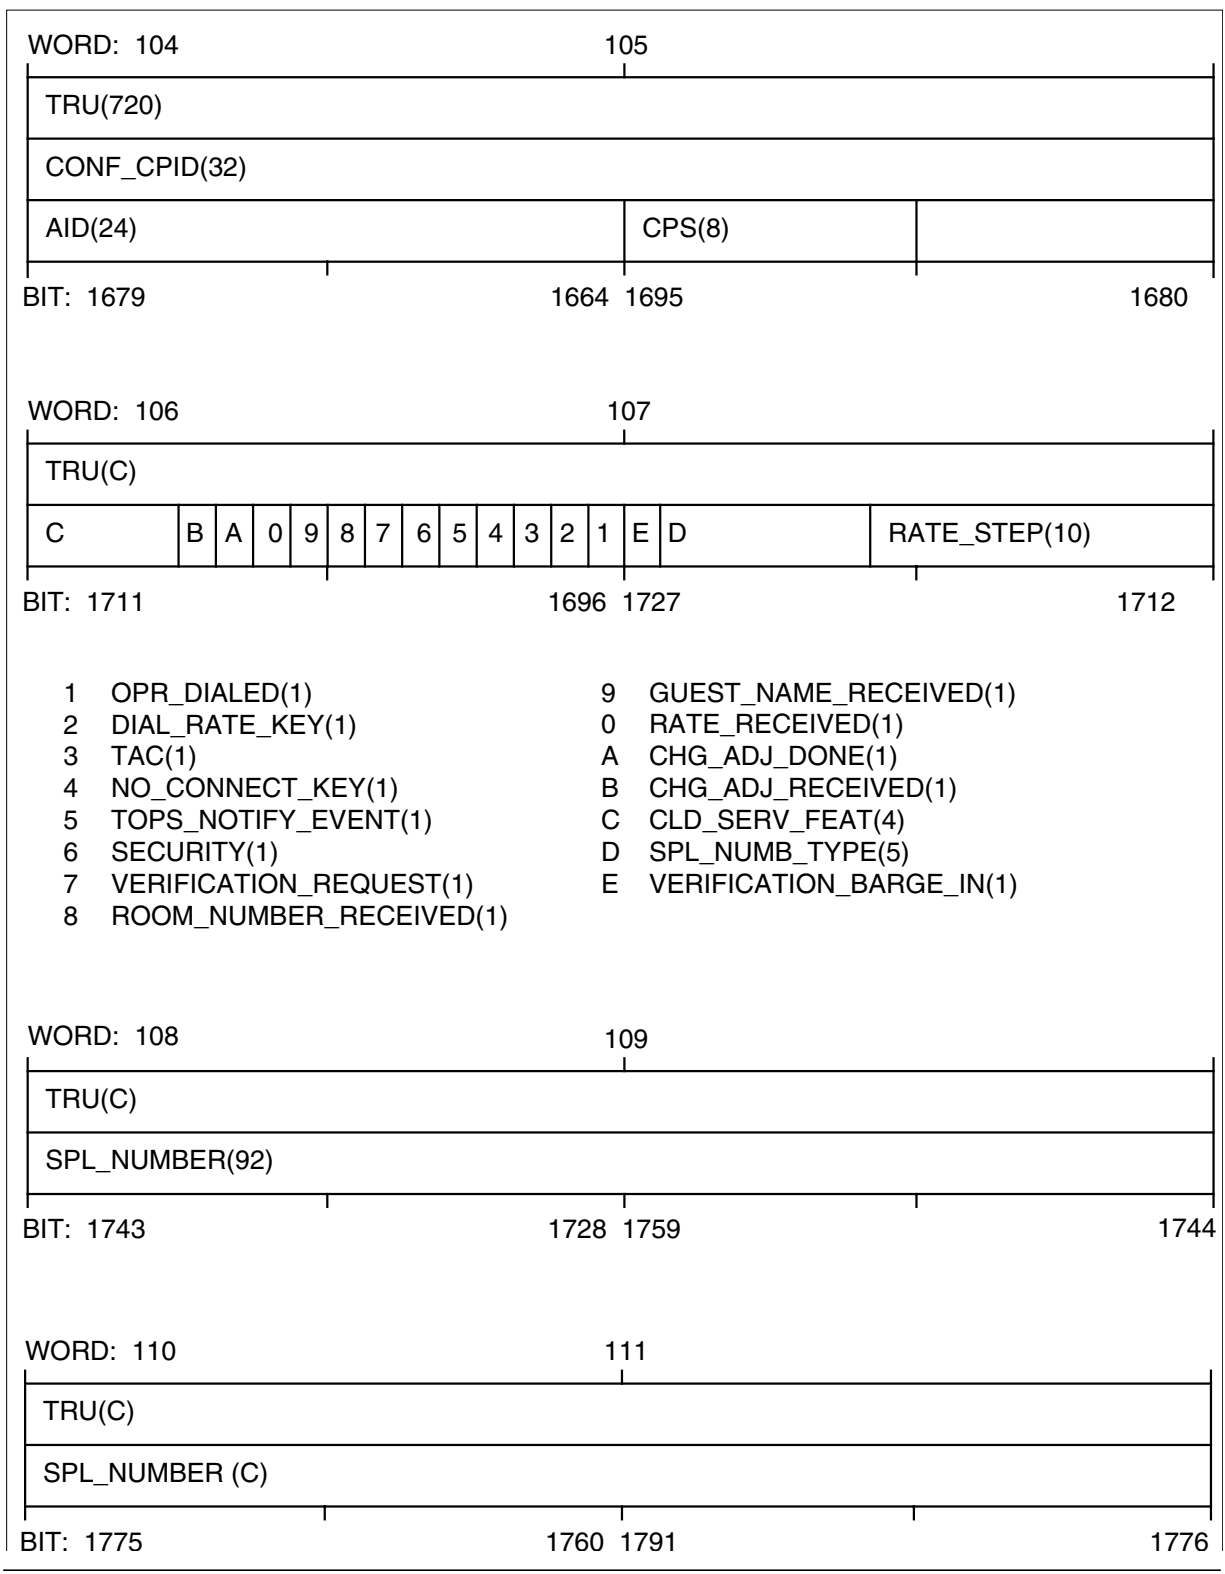 WORD: 104 105
TRU(720)
CONF_CPID(32)
AID(24) CPS(8)
BIT: 1679 1664 1695 1680
WORD: 106 107
TRU(C)
C B A 0 9 8 7 6 5 4 3 2 1 E D RATE_STEP(10)
BIT: 1711 1696 1727 1712
1 OPR_DIALED(1) 9 GUEST_NAME_RECEIVED(1)
2 DIAL_RATE_KEY(1) 0 RATE_RECEIVED(1)
3 TAC(1) A CHG_ADJ_DONE(1)
4 NO_CONNECT_KEY(1) B CHG_ADJ_RECEIVED(1)
5 TOPS_NOTIFY_EVENT(1) C CLD_SERV_FEAT(4)
6 SECURITY(1) D SPL_NUMB_TYPE(5)
7 VERIFICATION_REQUEST(1) E VERIFICATION_BARGE_IN(1)
8 ROOM_NUMBER_RECEIVED(1)
WORD: 108 109
TRU(C)
SPL_NUMBER(92)
BIT: 1743 1728 1759 1744
WORD: 110 111
TRU(C)
SPL_NUMBER (C)
BIT: 1775 1760 1791 1776